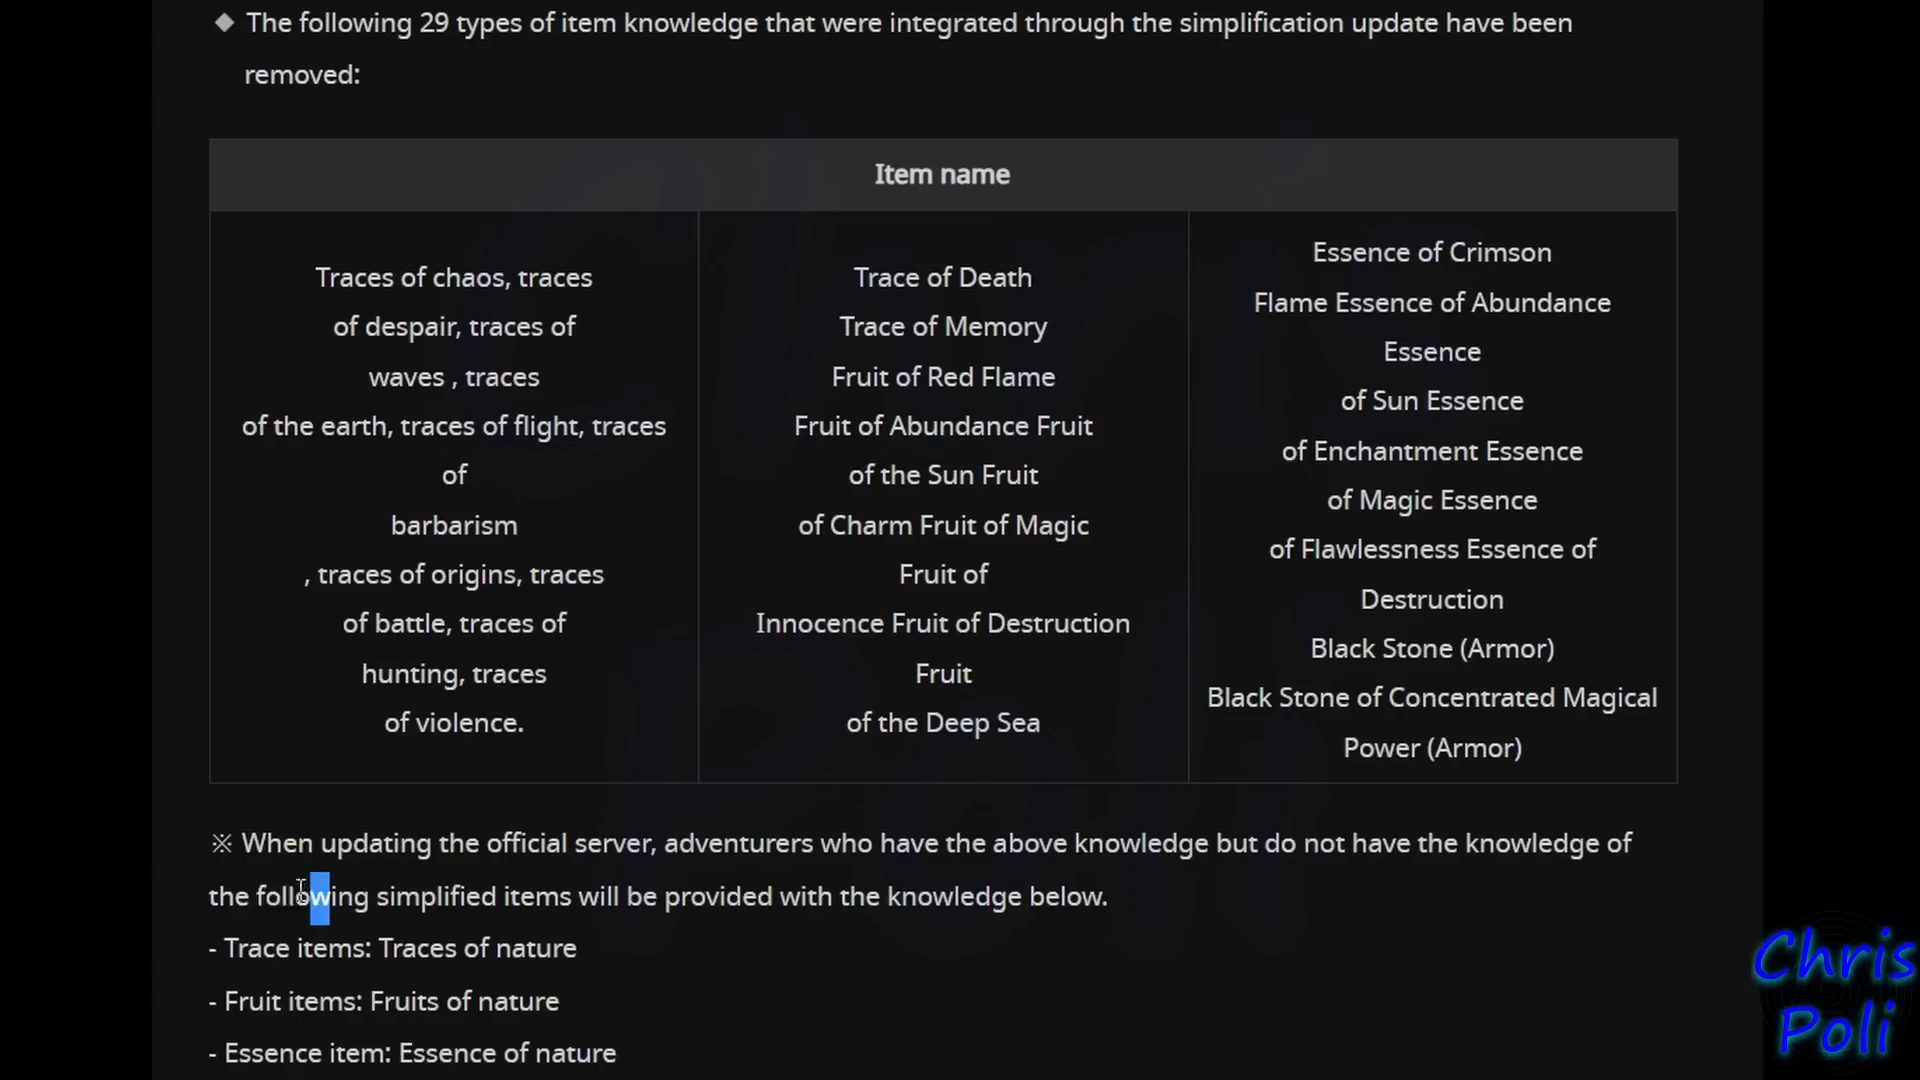 ◆ The following 29 types of item knowledge that were integrated through the simplification update have been
removed:
Item name
Traces of chaos, traces
of despair, traces of
waves , traces
of the earth, traces of flight, traces
of
barbarism
, traces of origins, traces
of battle, traces of
hunting, traces
of violence.
Trace of Death
Trace of Memory
Fruit of Red Flame
Fruit of Abundance Fruit
of the Sun Fruit
of Charm Fruit of Magic
Fruit of
Innocence Fruit of Destruction
Fruit
of the Deep Sea
Essence of Crimson
Flame Essence of Abundance
Essence
of Sun Essence
of Enchantment Essence
of Magic Essence
of Flawlessness Essence of
Destruction
Black Stone (Armor)
Black Stone of Concentrated Magical
Power (Armor)
※ When updating the official server, adventurers who have the above knowledge but do not have the knowledge of
the following simplified items will be provided with the knowledge below.
- Trace items: Traces of nature
- Fruit items: Fruits of nature
- Essence item: Essence of nature
Chris
Poli